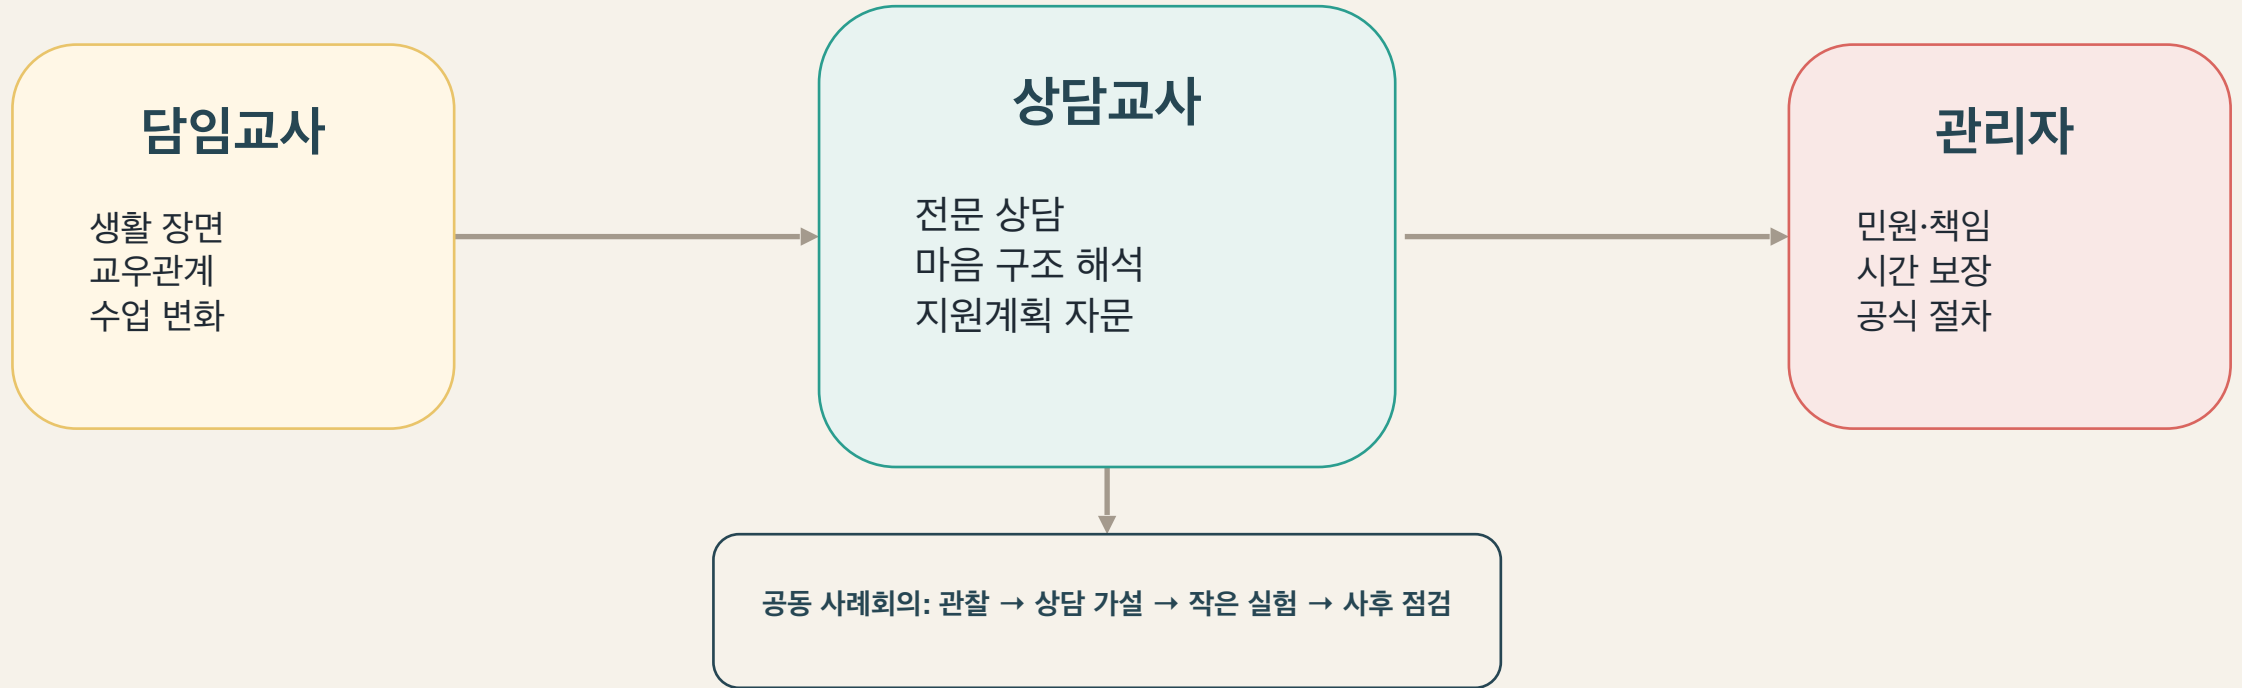 담임교사
생활 장면
교우관계
수업 변화
상담교사
전문 상담
마음 구조 해석
지원계획 자문
관리자
민원·책임
시간 보장
공식 절차
공동 사례회의: 관찰 → 상담 가설 → 작은 실험 → 사후 점검